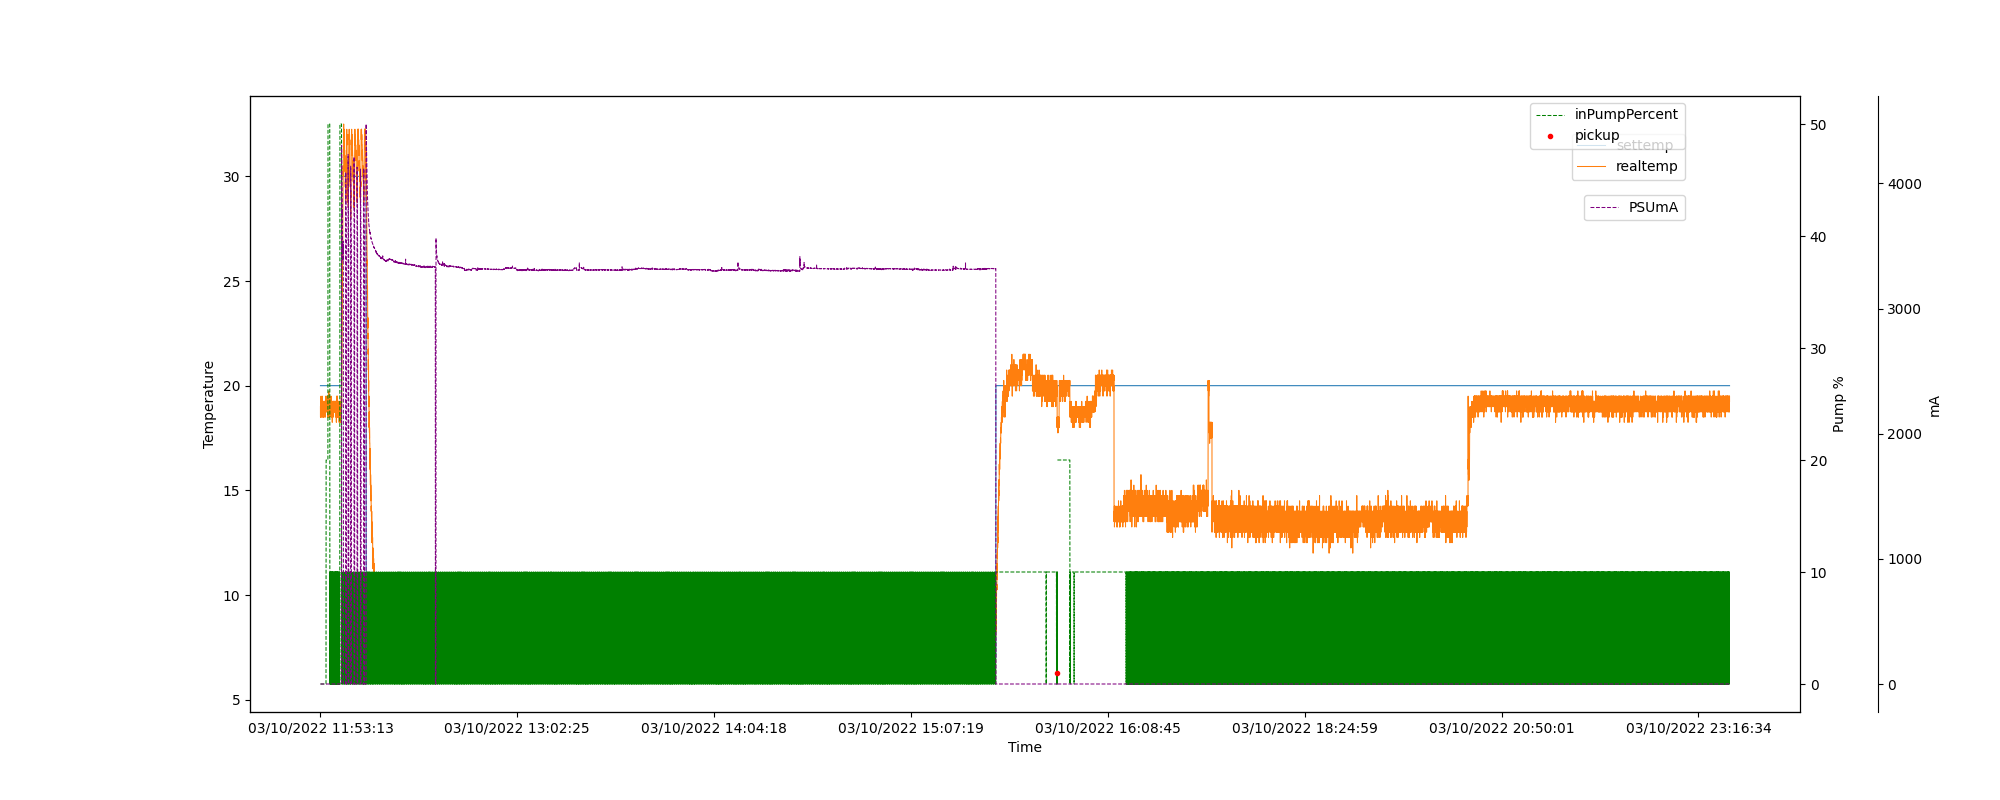 inPumpPercent
pickup
settemp
realtemp
PSUmA
Temperature
30
25
20
15
10
5
50
40
30
20
10
0
Pump %
4000
3000
2000
1000
0
mA
03/10/2022 11:53:13
03/10/2022 13:02:25
03/10/2022 14:04:18
03/10/2022 15:07:19
03/10/2022 16:08:45
03/10/2022 18:24:59
03/10/2022 20:50:01
03/10/2022 23:16:34
Time